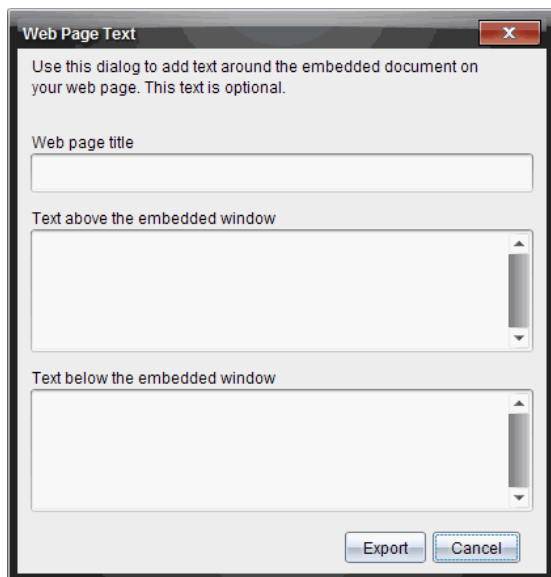 Web Page Text
Use this dialog to add text around the embedded document on
your web page. This text is optional.
Web page title
Text above the embedded window
Text below the embedded window
Export Cancel